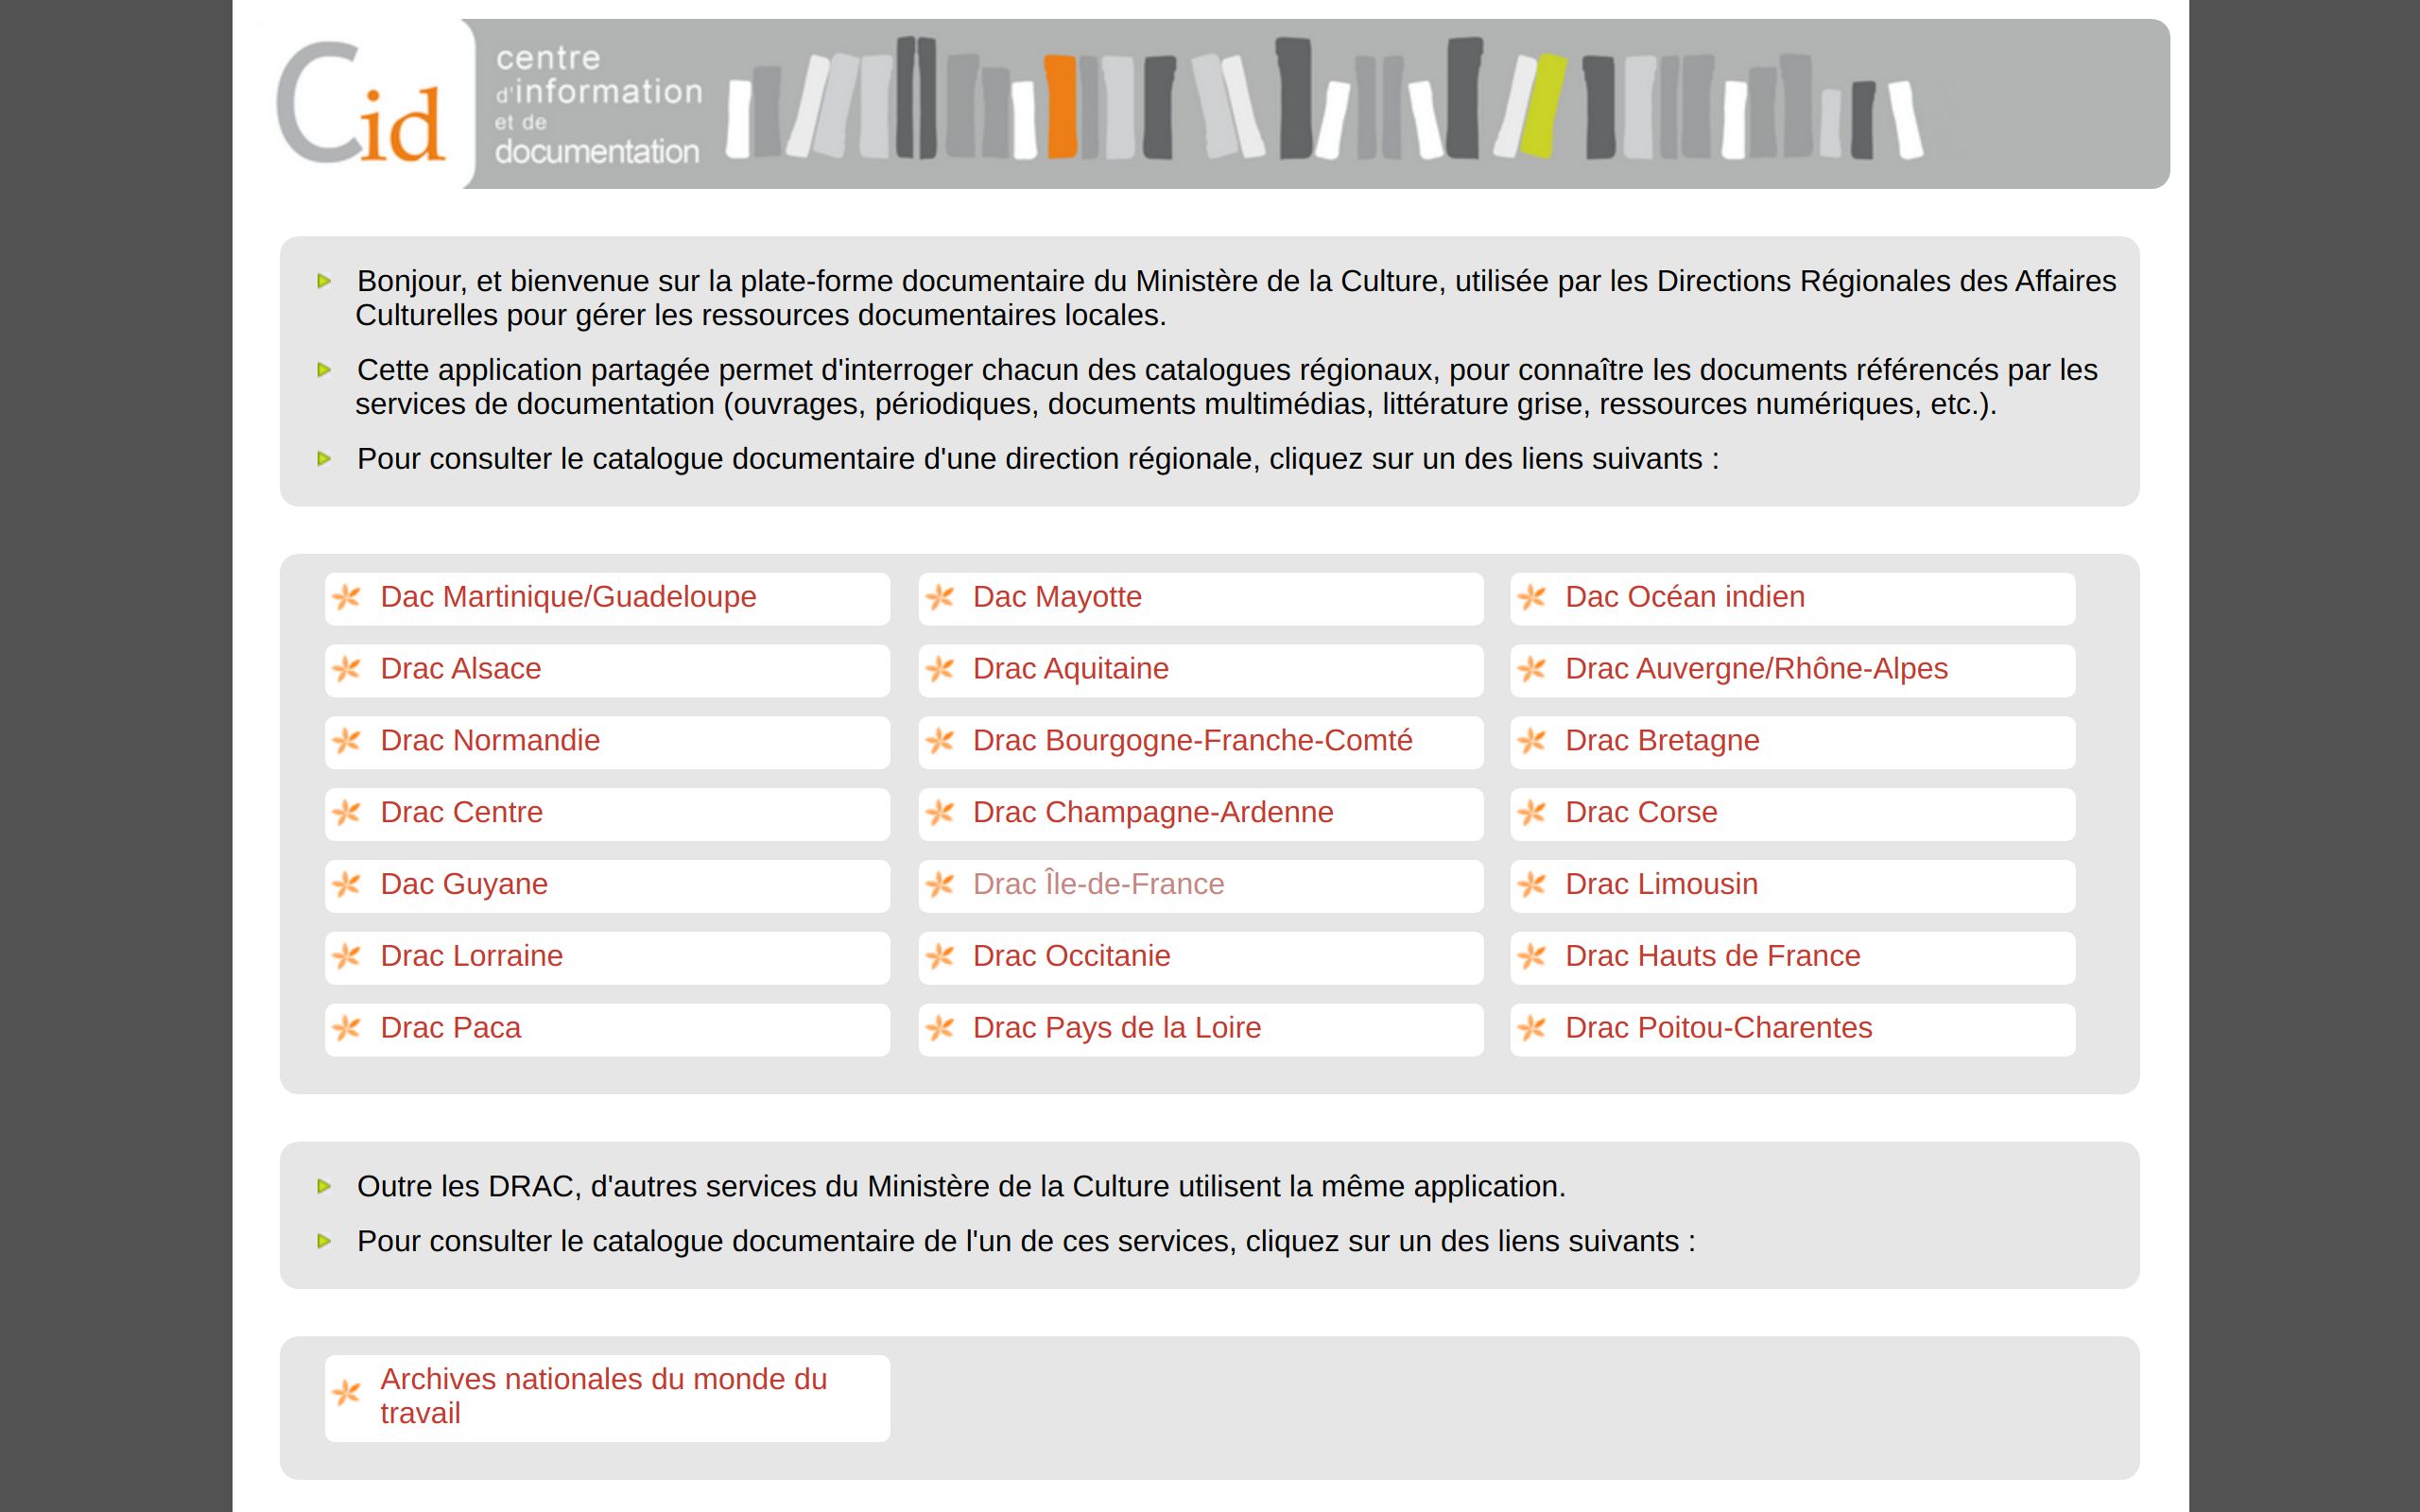 Cid
centre
d'information
et de
documentation
Bonjour, et bienvenue sur la plate-forme documentaire du Ministère de la Culture, utilisée par les Directions Régionales des Affaires
Culturelles pour gérer les ressources documentaires locales.
Cette application partagée permet d'interroger chacun des catalogues régionaux, pour connaître les documents référencés par les
services de documentation (ouvrages, périodiques, documents multimédias, littérature grise, ressources numériques, etc.).
Pour consulter le catalogue documentaire d'une direction régionale, cliquez sur un des liens suivants :
Dac Martinique/Guadeloupe
Dac Mayotte
Dac Océan indien
Drac Alsace
Drac Aquitaine
Drac Auvergne/Rhône-Alpes
Drac Normandie
Drac Bourgogne-Franche-Comté
Drac Bretagne
Drac Centre
Drac Champagne-Ardenne
Drac Corse
Dac Guyane
Drac Île-de-France
Drac Limousin
Drac Lorraine
Drac Occitanie
Drac Hauts de France
Drac Paca
Drac Pays de la Loire
Drac Poitou-Charentes
Outre les DRAC, d'autres services du Ministère de la Culture utilisent la même application.
Pour consulter le catalogue documentaire de l'un de ces services, cliquez sur un des liens suivants :
Archives nationales du monde du
travail